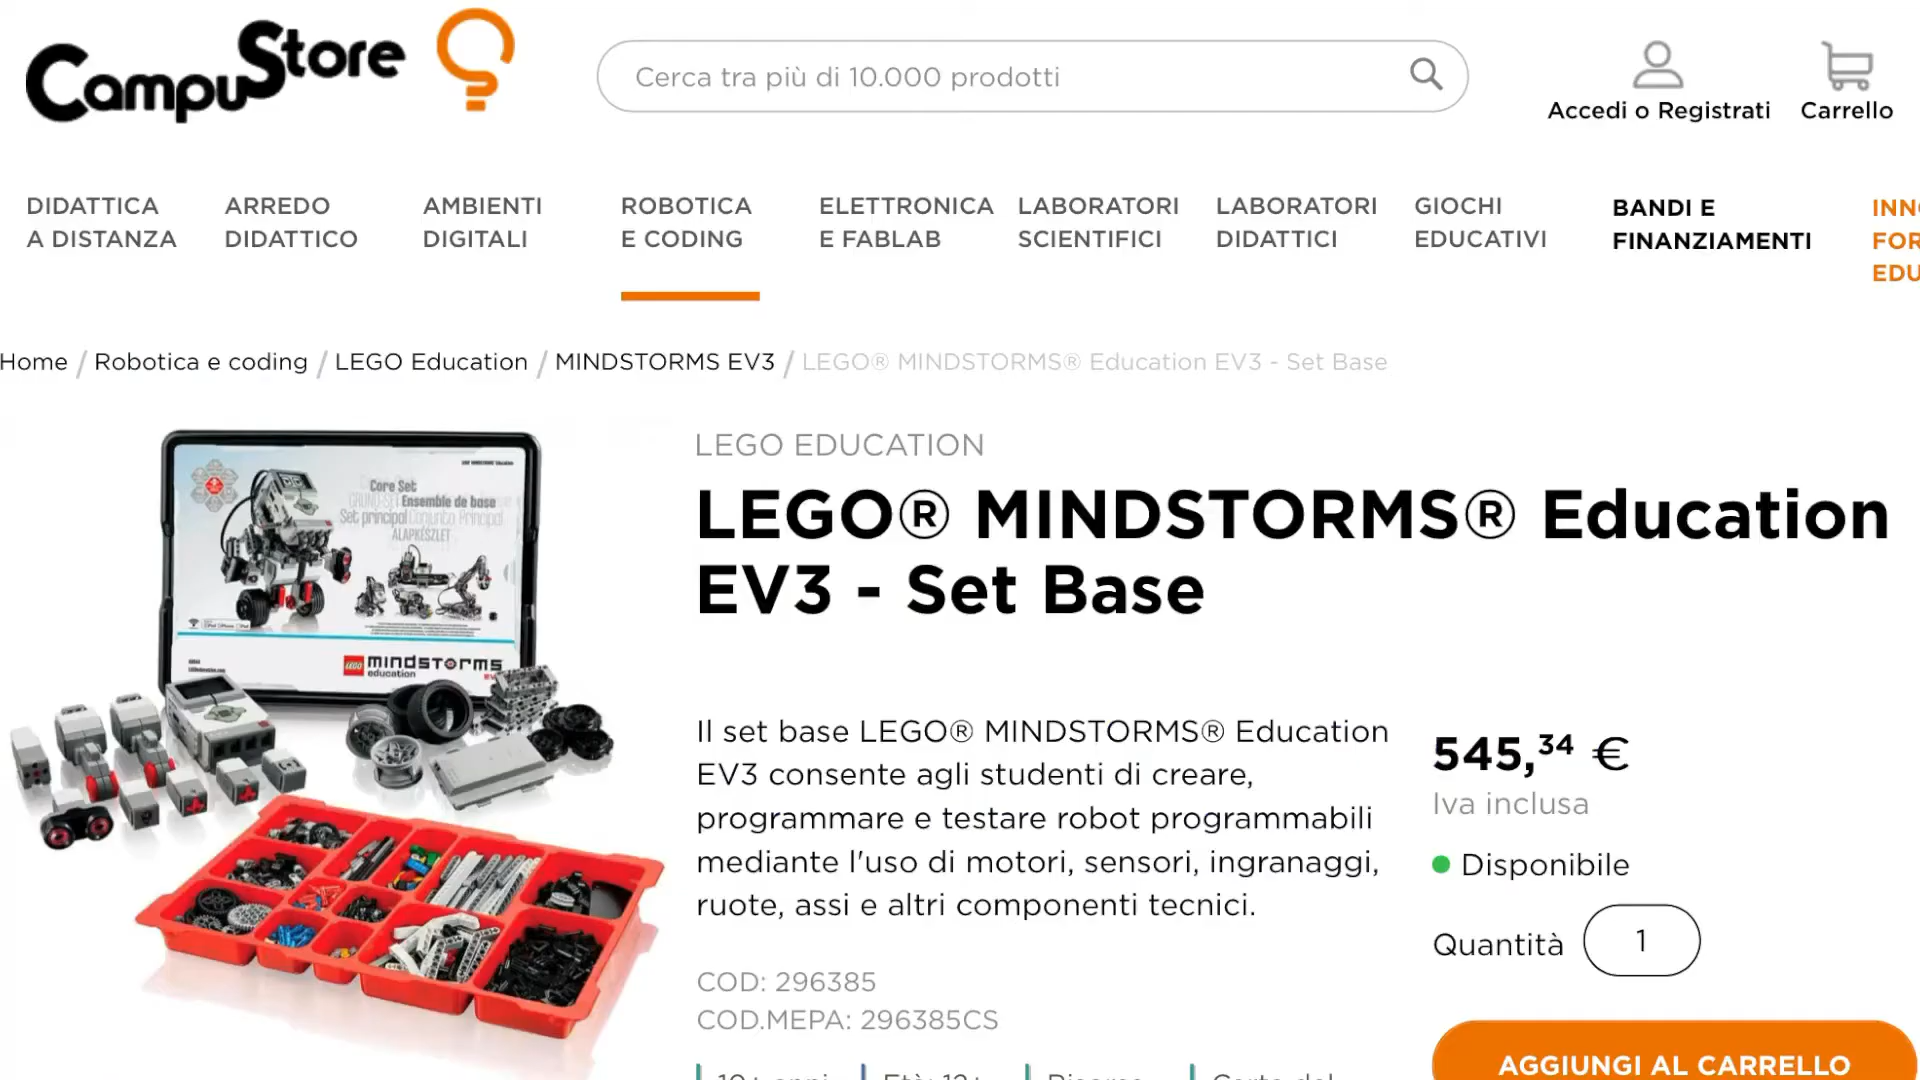 CampuStore
Cerca tra più di 10.000 prodotti
Accedi o Registrati
Carrello
DIDATTICA
A DISTANZA
ARREDO
DIDATTICO
AMBIENTI
DIGITALI
ROBOTICA
E CODING
ELETTRONICA
E FABLAB
LABORATORI
SCIENTIFICI
LABORATORI
DIDATTICI
GIOCHI
EDUCATIVI
BANDI E
FINANZIAMENTI
Home / Robotica e coding / LEGO Education / MINDSTORMS EV3 / LEGO® MINDSTORMS® Education EV3 - Set Base
Core Set
GRUND-SET Ensemble de base
Set principal Conjunto Principal
ALAPKÉSZLET
LEGO mindstorms
education
LEGO EDUCATION
LEGO® MINDSTORMS® Education
EV3 - Set Base
Il set base LEGO® MINDSTORMS® Education
EV3 consente agli studenti di creare,
programmare e testare robot programmabili
mediante l'uso di motori, sensori, ingranaggi,
ruote, assi e altri componenti tecnici.
COD: 296385
COD.MEPA: 296385CS
545,34 €
Iva inclusa
Disponibile
Quantità 1
AGGIUNGI AL CARRELLO